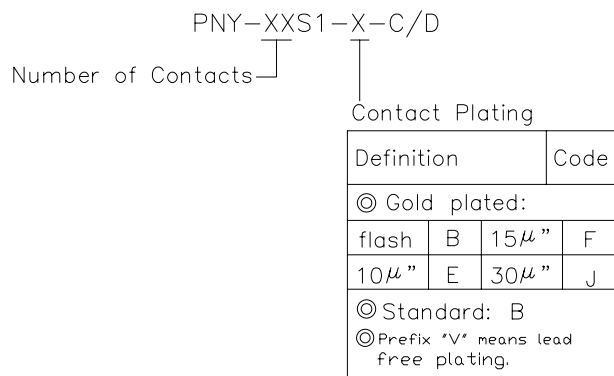 PNY-XXS1-X-C/D
Number of Contacts
Contact Plating
Definition Code
◎ Gold plated:
flash B 15μ" F
10μ" E 30μ" J
◎ Standard: B
◎ Prefix "V" means lead
free plating.